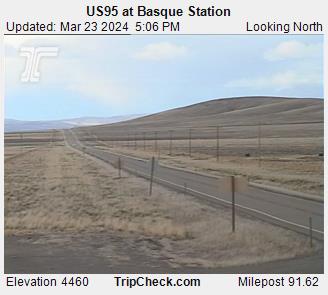 US95 at Basque Station
Updated: Mar 23 2024 5:06 PM Looking North
Elevation 4460 TripCheck.com Milepost 91.62